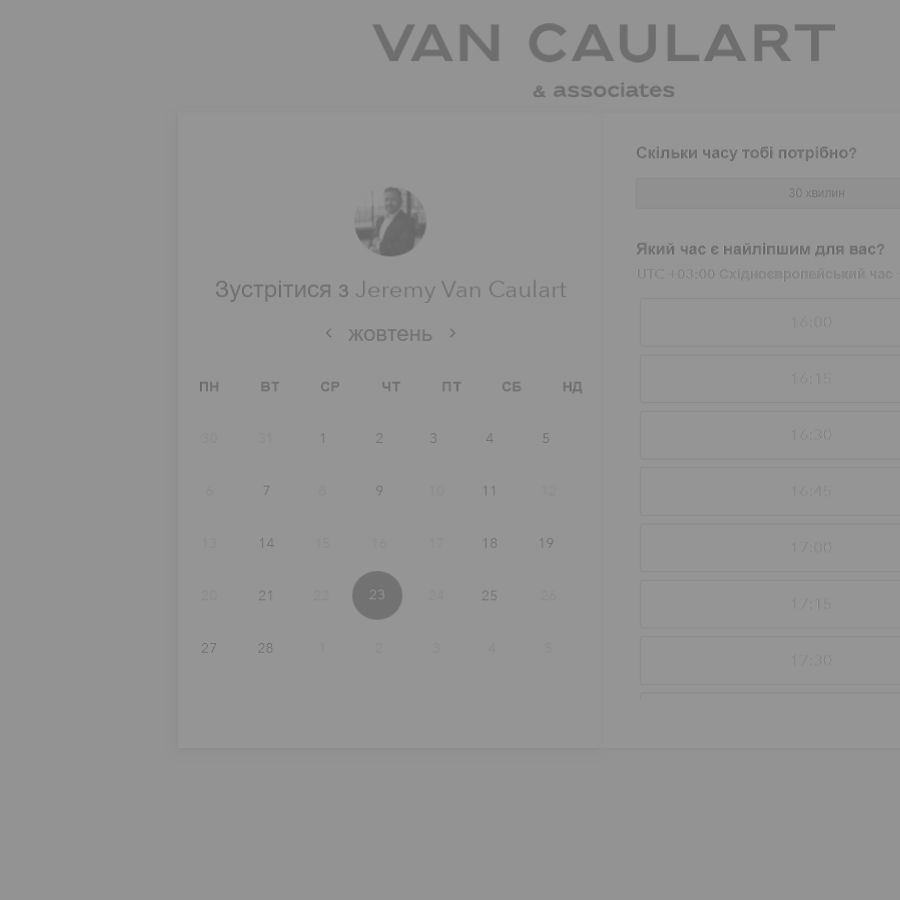 VAN CAULART
& associates
Зустрітися з Jeremy Van Caulart
жовтень
ПН ВТ СР ЧТ ПТ СБ НД
30 31 1 2 3 4 5
6 7 8 9 10 11 12
13 14 15 16 17 18 19
20 21 22 23 24 25 26
27 28 1 2 3 4 5
Скільки часу тобі потрібно?
30 хвилин
Який час є найліпшим для вас?
UTC +03:00 Східноєвропейський час
16:00
16:15
16:30
16:45
17:00
17:15
17:30